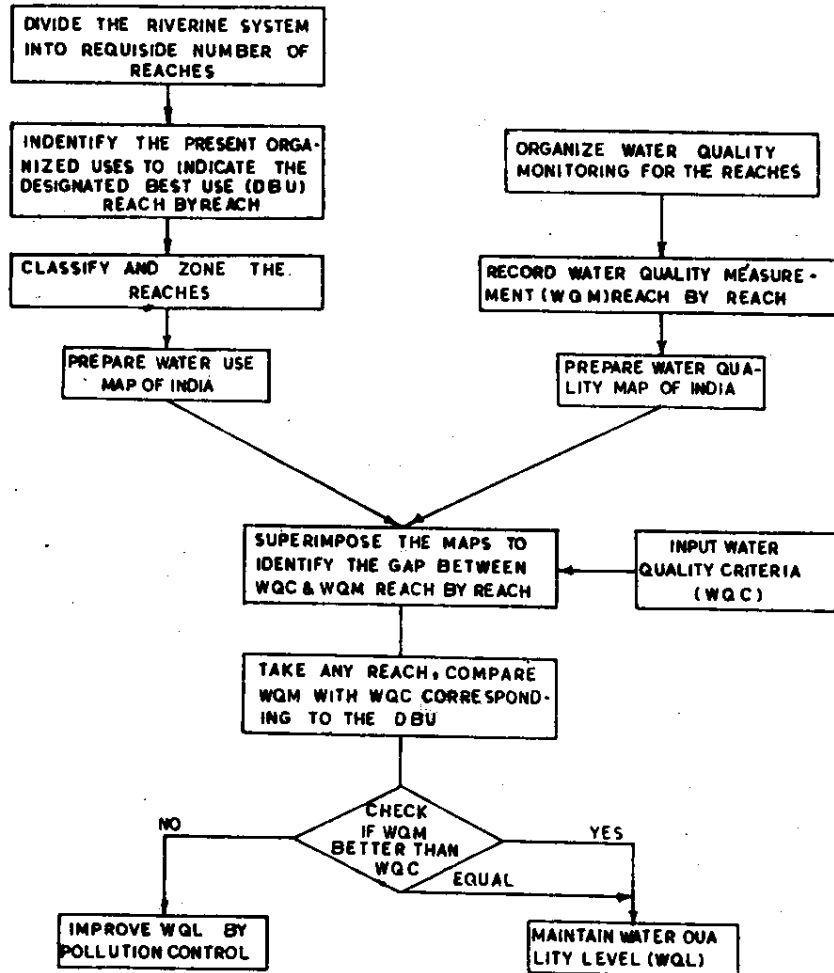 DIVIDE THE RIVERINE SYSTEM
INTO REQUISIDE NUMBER OF
REACHES
INDENTIFY THE PRESENT ORGA-
NIZED USES TO INDICATE THE
DESIGNATED BEST USE (DBU)
REACH BY REACH
CLASSIFY AND ZONE THE.
REACHES
PREPARE WATER USE
MAP OF INDIA
ORGANIZE WATER QUALITY
MONITORING FOR THE REACHES
RECORD WATER QUALITY MEASURE-
MENT (WQM) REACH BY REACH
PREPARE WATER QUA-
LITY MAP OF INDIA
SUPERIMPOSE THE MAPS TO
IDENTIFY THE GAP BETWEEN
WQC & WQM REACH BY REACH
INPUT WATER
QUALITY CRITERIA
(WQC)
TAKE ANY REACH, COMPARE
WQM WITH WQC CORRESPOND-
ING TO THE DBU
CHECK
IF WQM
BETTER THAN
WQC
NO
YES
EQUAL
IMPROVE WQL BY
POLLUTION CONTROL
MAINTAIN WATER QUA
LITY LEVEL (WQL)